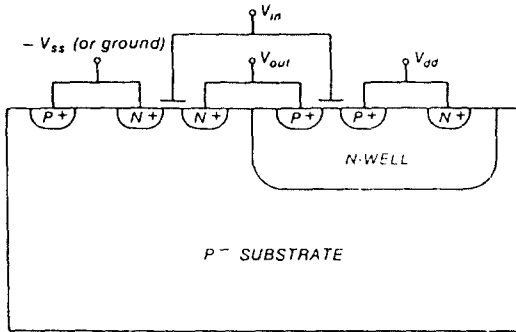 V_in
– V_ss (or ground)
V_out
V_dd
P+
N+
N+
P+
P+
N+
N-WELL
P– SUBSTRATE